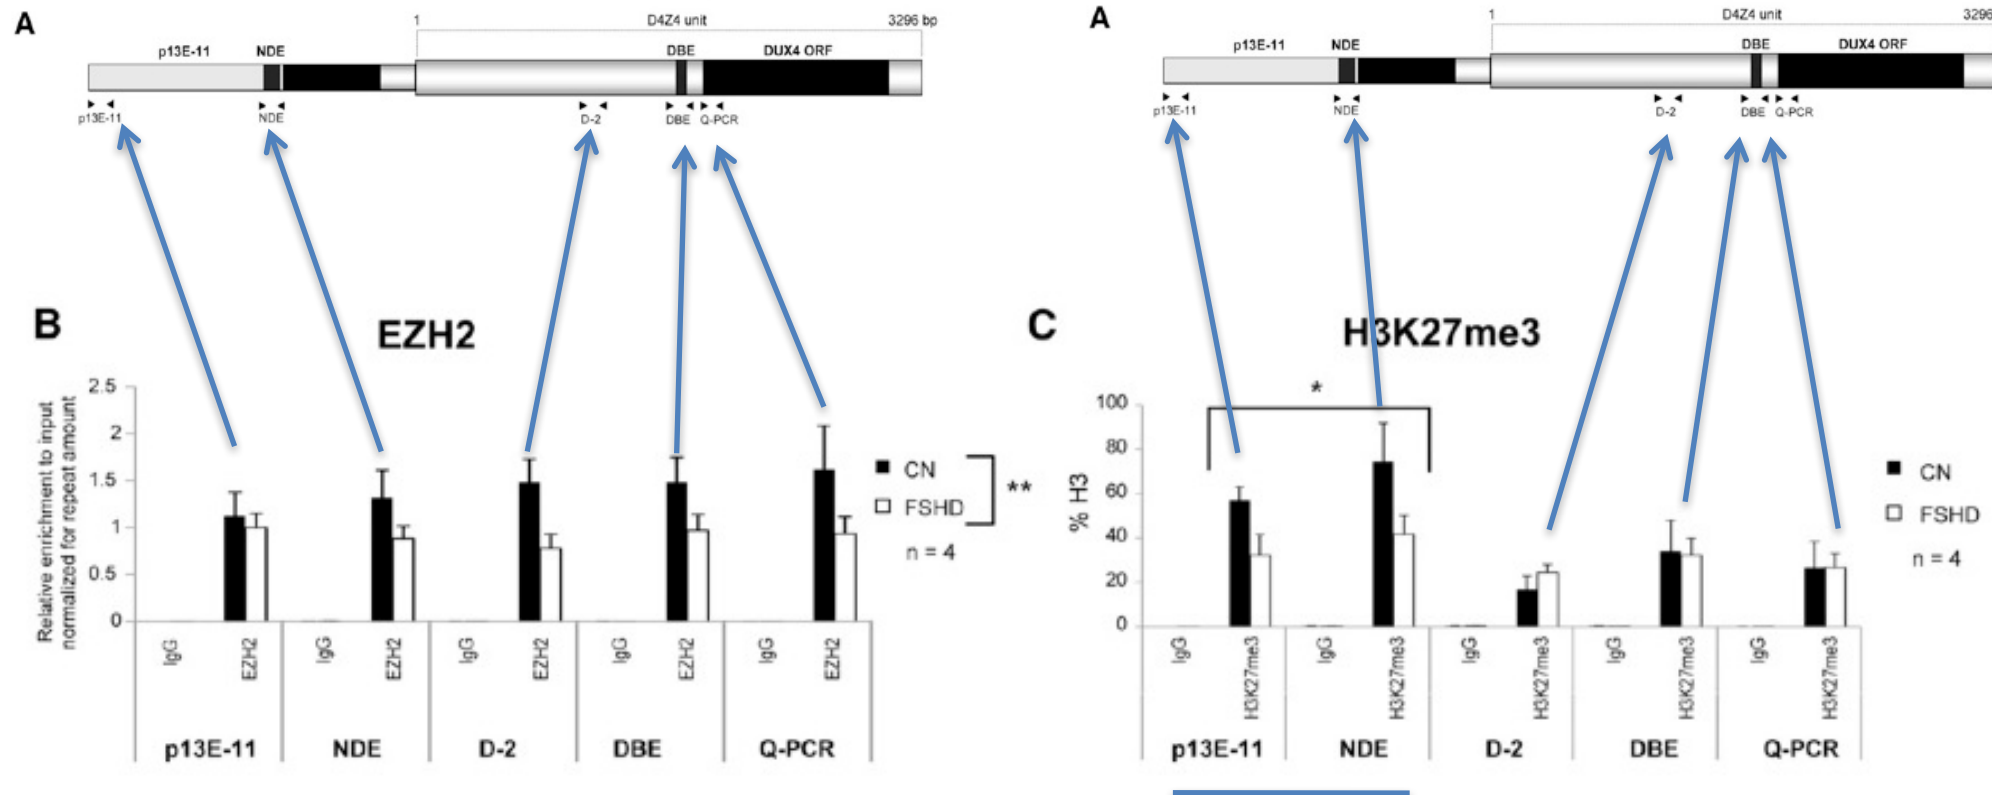 A
1 D4Z4 unit 3296 bp
p13E-11 NDE DBE DUX4 ORF
p13E-11 NDE D-2 DBE Q-PCR
B
EZH2
Relative enrichment to input
normalized for repeat amount
2.5
2
1.5
1
0.5
0
CN
FSHD
**
n = 4
IgG EZH2 IgG EZH2 IgG EZH2 IgG EZH2 IgG EZH2
p13E-11 NDE D-2 DBE Q-PCR
A
1 D4Z4 unit 3296
p13E-11 NDE DBE DUX4 ORF
p13E-11 NDE D-2 DBE Q-PCR
C
H3K27me3
*
% H3
100
80
60
40
20
0
CN
FSHD
n = 4
IgG H3K27me3 IgG H3K27me3 IgG H3K27me3 IgG H3K27me3 IgG H3K27me3
p13E-11 NDE D-2 DBE Q-PCR